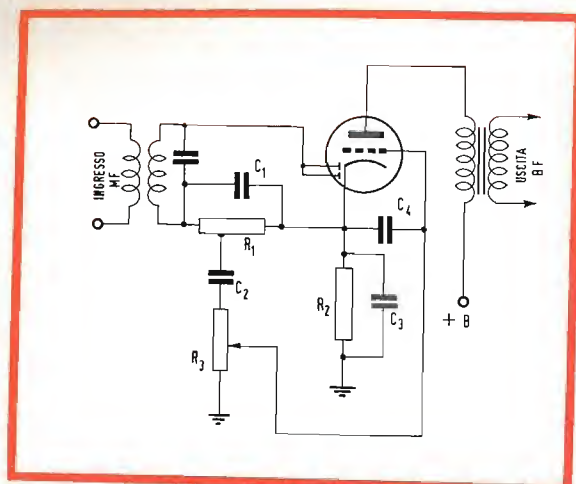 INGRESSO
MF
C1
R1
C2
R3
R2
C3
C4
+ B
USCITA
BF